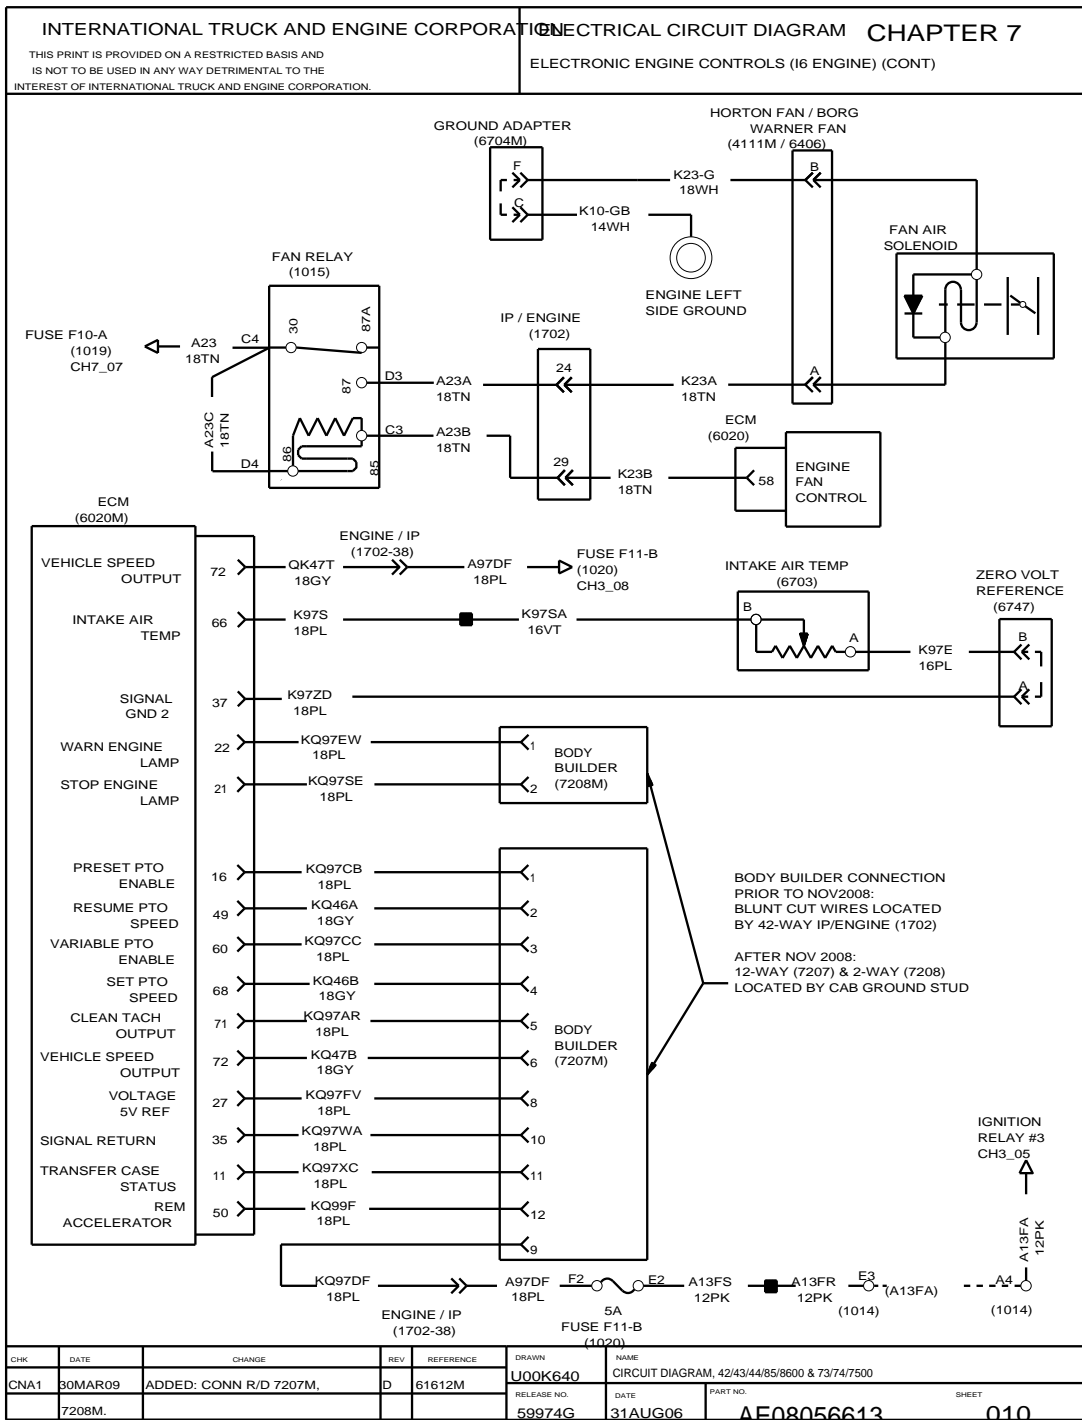 INTERNATIONAL TRUCK AND ENGINE CORPORATION
THIS PRINT IS PROVIDED ON A RESTRICTED BASIS AND
IS NOT TO BE USED IN ANY WAY DETRIMENTAL TO THE
INTEREST OF INTERNATIONAL TRUCK AND ENGINE CORPORATION.
ELECTRICAL CIRCUIT DIAGRAM CHAPTER 7
ELECTRONIC ENGINE CONTROLS (I6 ENGINE) (CONT)
GROUND ADAPTER
(6704M)
F
C
K23-G
18WH
K10-GB
14WH
ENGINE LEFT
SIDE GROUND
HORTON FAN / BORG
WARNER FAN
(4111M / 6406)
B
A
FAN AIR
SOLENOID
FAN RELAY
(1015)
30
87A
87
86
85
FUSE F10-A
(1019)
CH7_07
A23
18TN
C4
A23C
18TN
D4
D3
C3
A23A
18TN
A23B
18TN
IP / ENGINE
(1702)
24
29
K23A
18TN
K23B
18TN
ECM
(6020)
58
ENGINE
FAN
CONTROL
ECM
(6020M)
VEHICLE SPEED
OUTPUT
72
QK47T
18GY
ENGINE / IP
(1702-38)
A97DF
18PL
FUSE F11-B
(1020)
CH3_08
INTAKE AIR
TEMP
66
K97S
18PL
K97SA
16VT
INTAKE AIR TEMP
(6703)
B
A
K97E
16PL
ZERO VOLT
REFERENCE
(6747)
B
A
SIGNAL
GND 2
37
K97ZD
18PL
WARN ENGINE
LAMP
22
KQ97EW
18PL
1
STOP ENGINE
LAMP
21
KQ97SE
18PL
2
BODY
BUILDER
(7208M)
PRESET PTO
ENABLE
16
KQ97CB
18PL
1
RESUME PTO
SPEED
49
KQ46A
18GY
2
VARIABLE PTO
ENABLE
60
KQ97CC
18PL
3
SET PTO
SPEED
68
KQ46B
18GY
4
CLEAN TACH
OUTPUT
71
KQ97AR
18PL
5
VEHICLE SPEED
OUTPUT
72
KQ47B
18GY
6
VOLTAGE
5V REF
27
KQ97FV
18PL
8
SIGNAL RETURN
35
KQ97WA
18PL
10
TRANSFER CASE
STATUS
11
KQ97XC
18PL
11
REM
ACCELERATOR
50
KQ99F
18PL
12
9
BODY
BUILDER
(7207M)
BODY BUILDER CONNECTION
PRIOR TO NOV2008:
BLUNT CUT WIRES LOCATED
BY 42-WAY IP/ENGINE (1702)
AFTER NOV 2008:
12-WAY (7207) & 2-WAY (7208)
LOCATED BY CAB GROUND STUD
IGNITION
RELAY #3
CH3_05
A13FA
12PK
KQ97DF
18PL
ENGINE / IP
(1702-38)
A97DF
18PL
F2
E2
5A
FUSE F11-B
(1020)
A13FS
12PK
A13FR
12PK
E3
(1014)
(A13FA)
A4
(1014)
CHK DATE CHANGE REV REFERENCE
CNA1 30MAR09 ADDED: CONN R/D 7207M, D 61612M
7208M.
DRAWN
U00K640
NAME
CIRCUIT DIAGRAM, 42/43/44/85/8600 & 73/74/7500
RELEASE NO.
59974G
DATE
31AUG06
PART NO.
AE08056613
SHEET
010